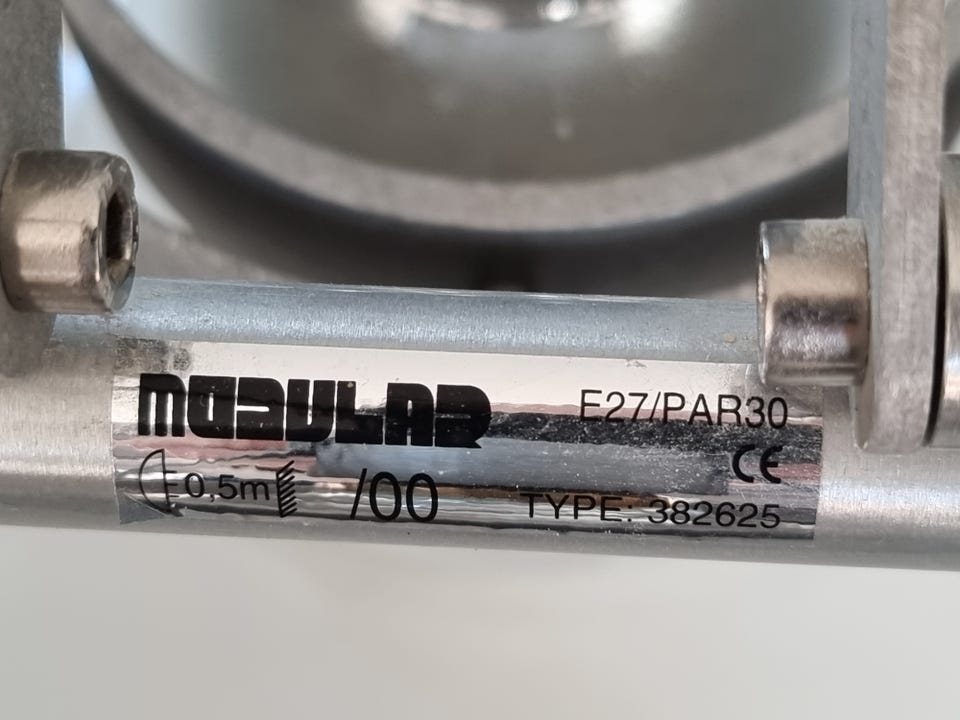 MODULAR
E27/PAR30
CE
0,5m /00 TYPE: 382625